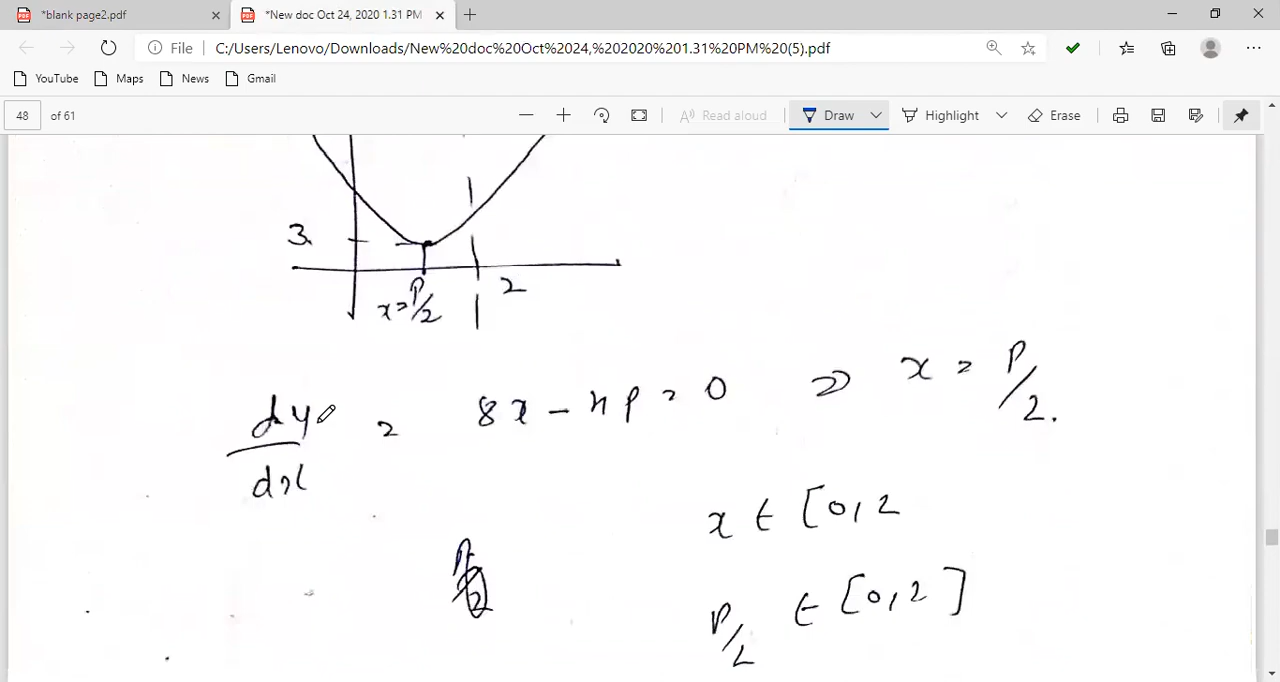 *blank page2.pdf
*New doc Oct 24, 2020 1.31 PM
File
C:/Users/Lenovo/Downloads/New%20doc%20Oct%2024,%202020%201.31%20PM%20(5).pdf
YouTube Maps News Gmail
48 of 61
Read aloud Draw Highlight Erase
3
x = P/2
2
dy/dx = 8x - 4p = 0 ⇒ x = P/2.
x ∈ [0, 2
P/2 ∈ [0, 2]